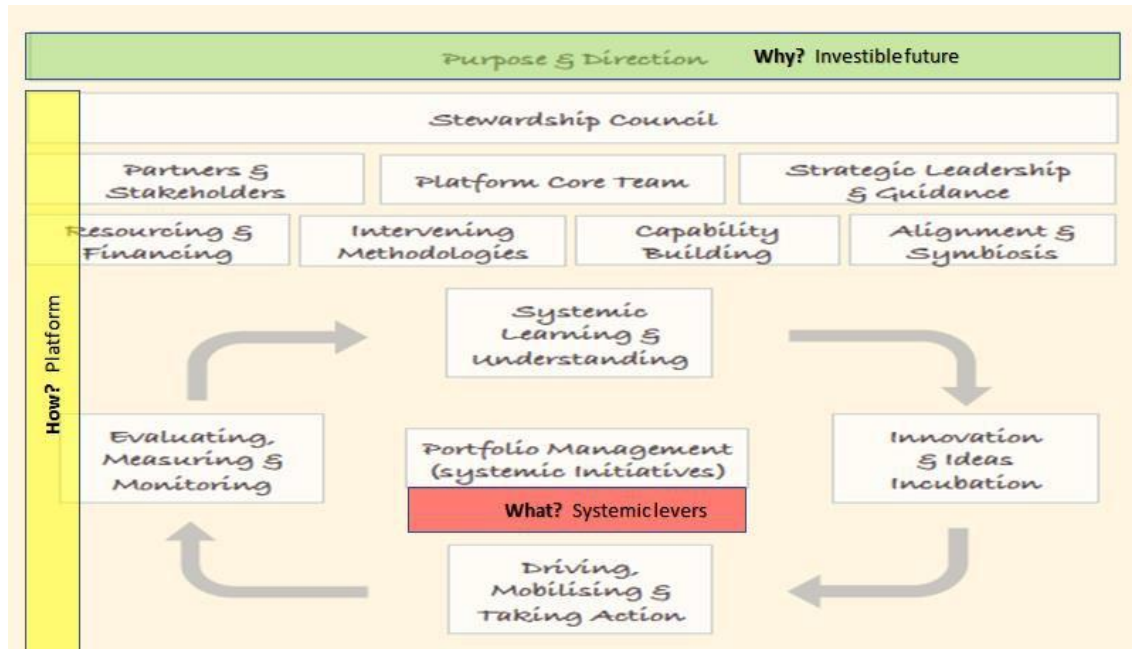 Purpose & Direction Why? Investible future
Stewardship Council
Partners &
Stakeholders
Platform Core Team
Strategic Leadership
& Guidance
Resourcing &
Financing
Intervening
Methodologies
Capability
Building
Alignment &
Symbiosis
How? Platform
Systemic
Learning &
Understanding
Evaluating,
Measuring &
Monitoring
Portfolio Management
(systemic Initiatives)
What? Systemic levers
Innovation
& Ideas
Incubation
Driving,
Mobilising &
Taking Action